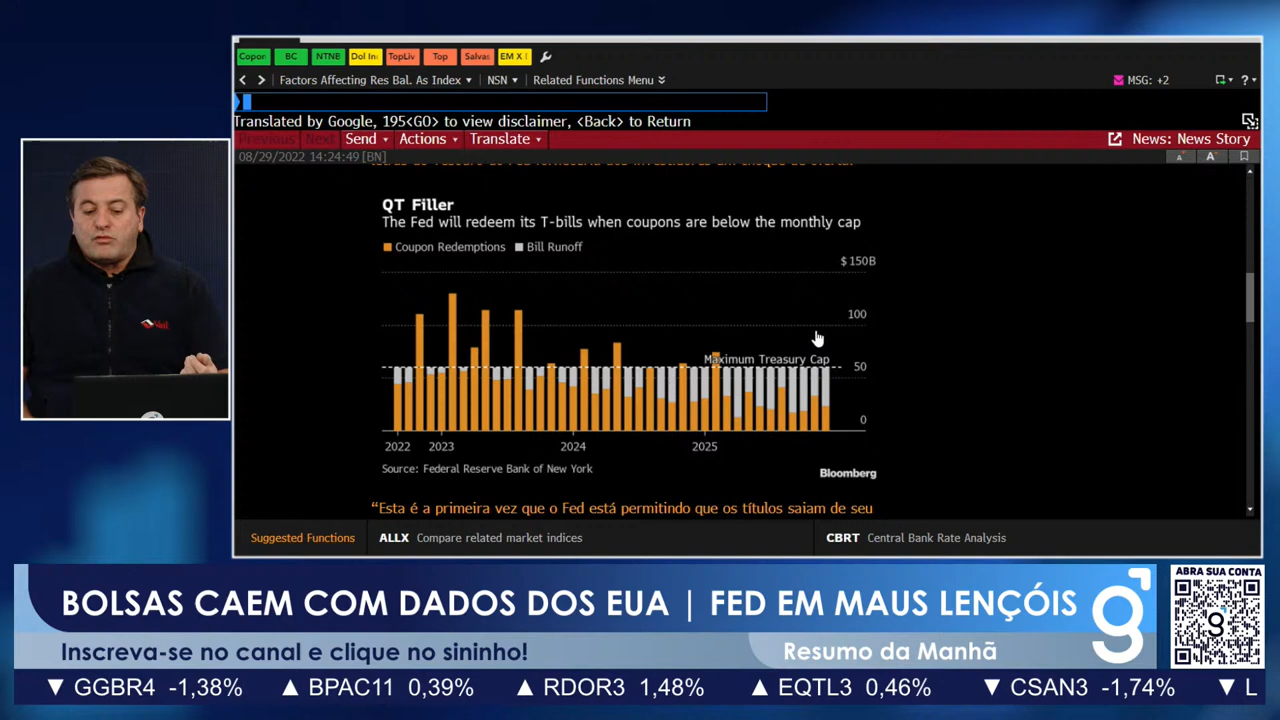 Copor BC NTNB Dol In TopLiv Top Salvas EM X
Factors Affecting Res Bal. As Index NSN Related Functions Menu MSG: +2
Translated by Google, 195<GO> to view disclaimer, <Back> to Return
Previous Next Send Actions Translate News: News Story
08/29/2022 14:24:49 [BN]
QT Filler
The Fed will redeem its T-bills when coupons are below the monthly cap
Coupon Redemptions Bill Runoff
$150B
100
Maximum Treasury Cap
50
0
2022 2023 2024 2025
Source: Federal Reserve Bank of New York
Bloomberg
“Esta é a primeira vez que o Fed está permitindo que os títulos saiam de seu
Suggested Functions ALLX Compare related market indices CBRT Central Bank Rate Analysis
BOLSAS CAEM COM DADOS DOS EUA | FED EM MAUS LENÇÓIS
ABRA SUA CONTA
Inscreva-se no canal e clique no sininho!
Resumo da Manhã
▼ GGBR4 -1,38% ▲ BPAC11 0,39% ▲ RDOR3 1,48% ▲ EQTL3 0,46% ▼ CSAN3 -1,74% ▼ L